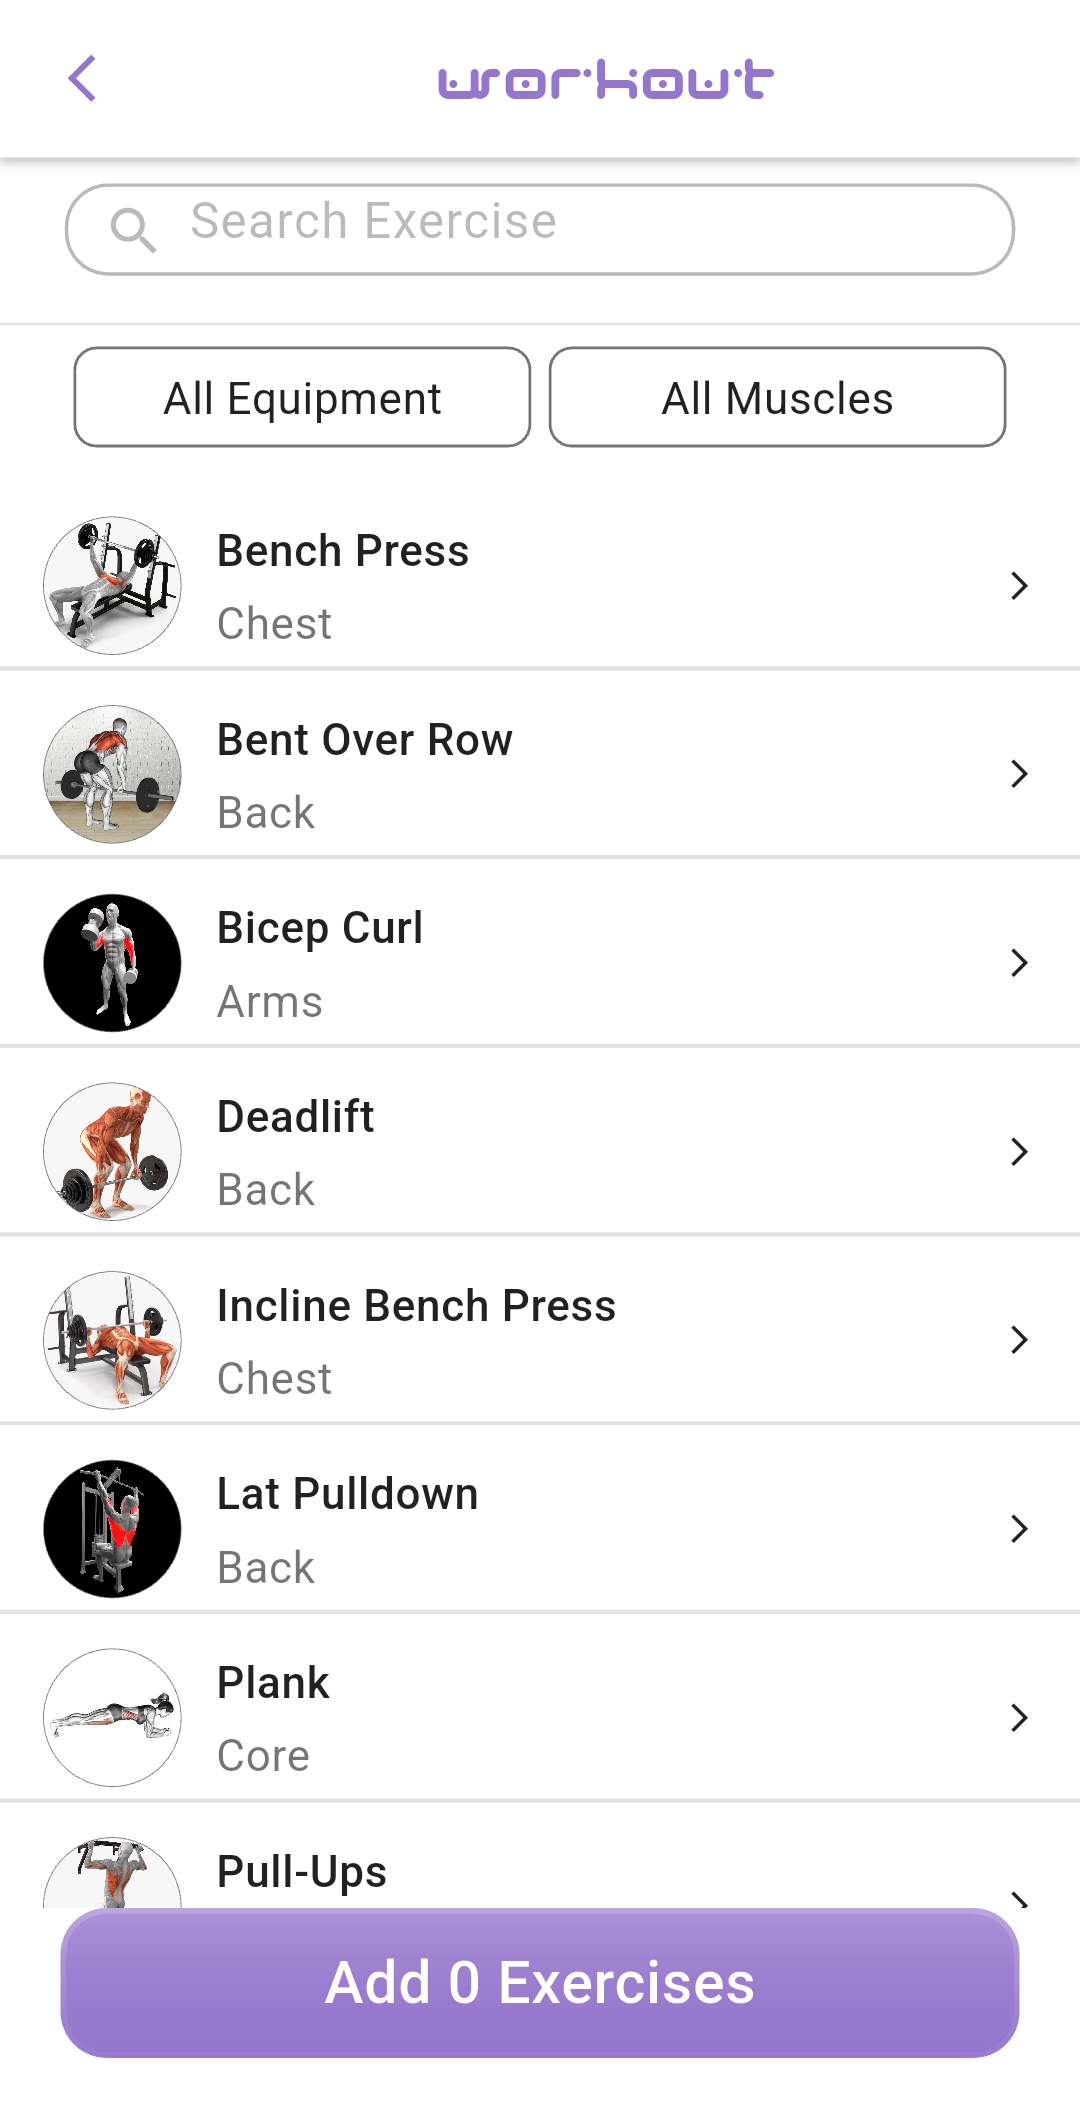 workout
Search Exercise
All Equipment
All Muscles
Bench Press
Chest
Bent Over Row
Back
Bicep Curl
Arms
Deadlift
Back
Incline Bench Press
Chest
Lat Pulldown
Back
Plank
Core
Pull-Ups
Add 0 Exercises